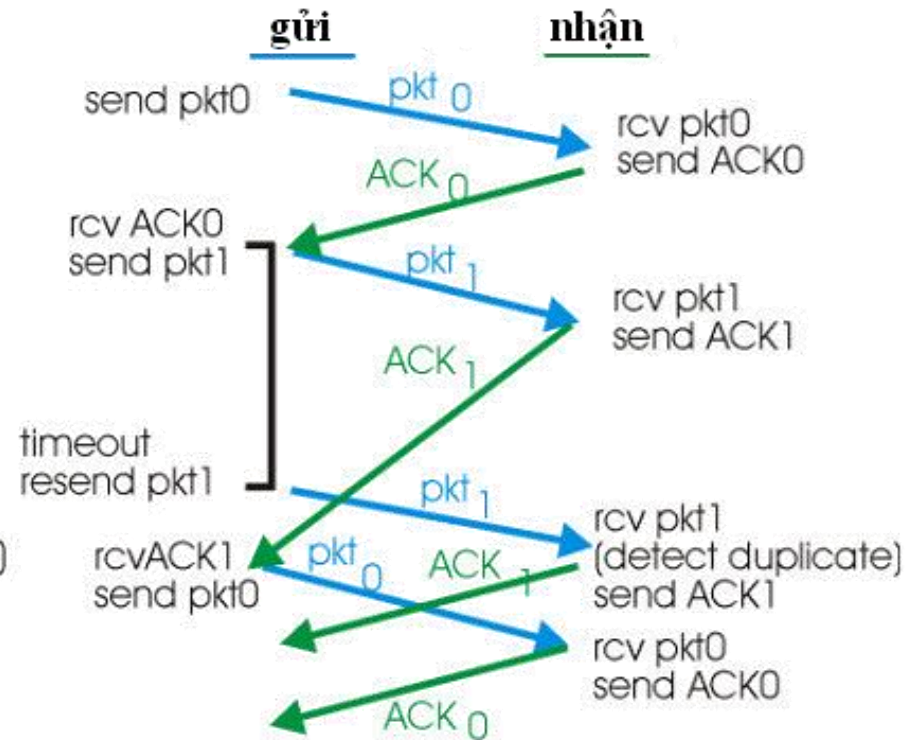 gửi
nhận
send pkt0
pkt 0
rcv pkt0
send ACK0
ACK 0
rcv ACK0
send pkt1
pkt 1
rcv pkt1
send ACK1
ACK 1
timeout
resend pkt1
pkt 1
rcv pkt1
(detect duplicate)
send ACK1
)
rcvACK1
send pkt0
pkt 0
ACK 1
rcv pkt0
send ACK0
ACK 0